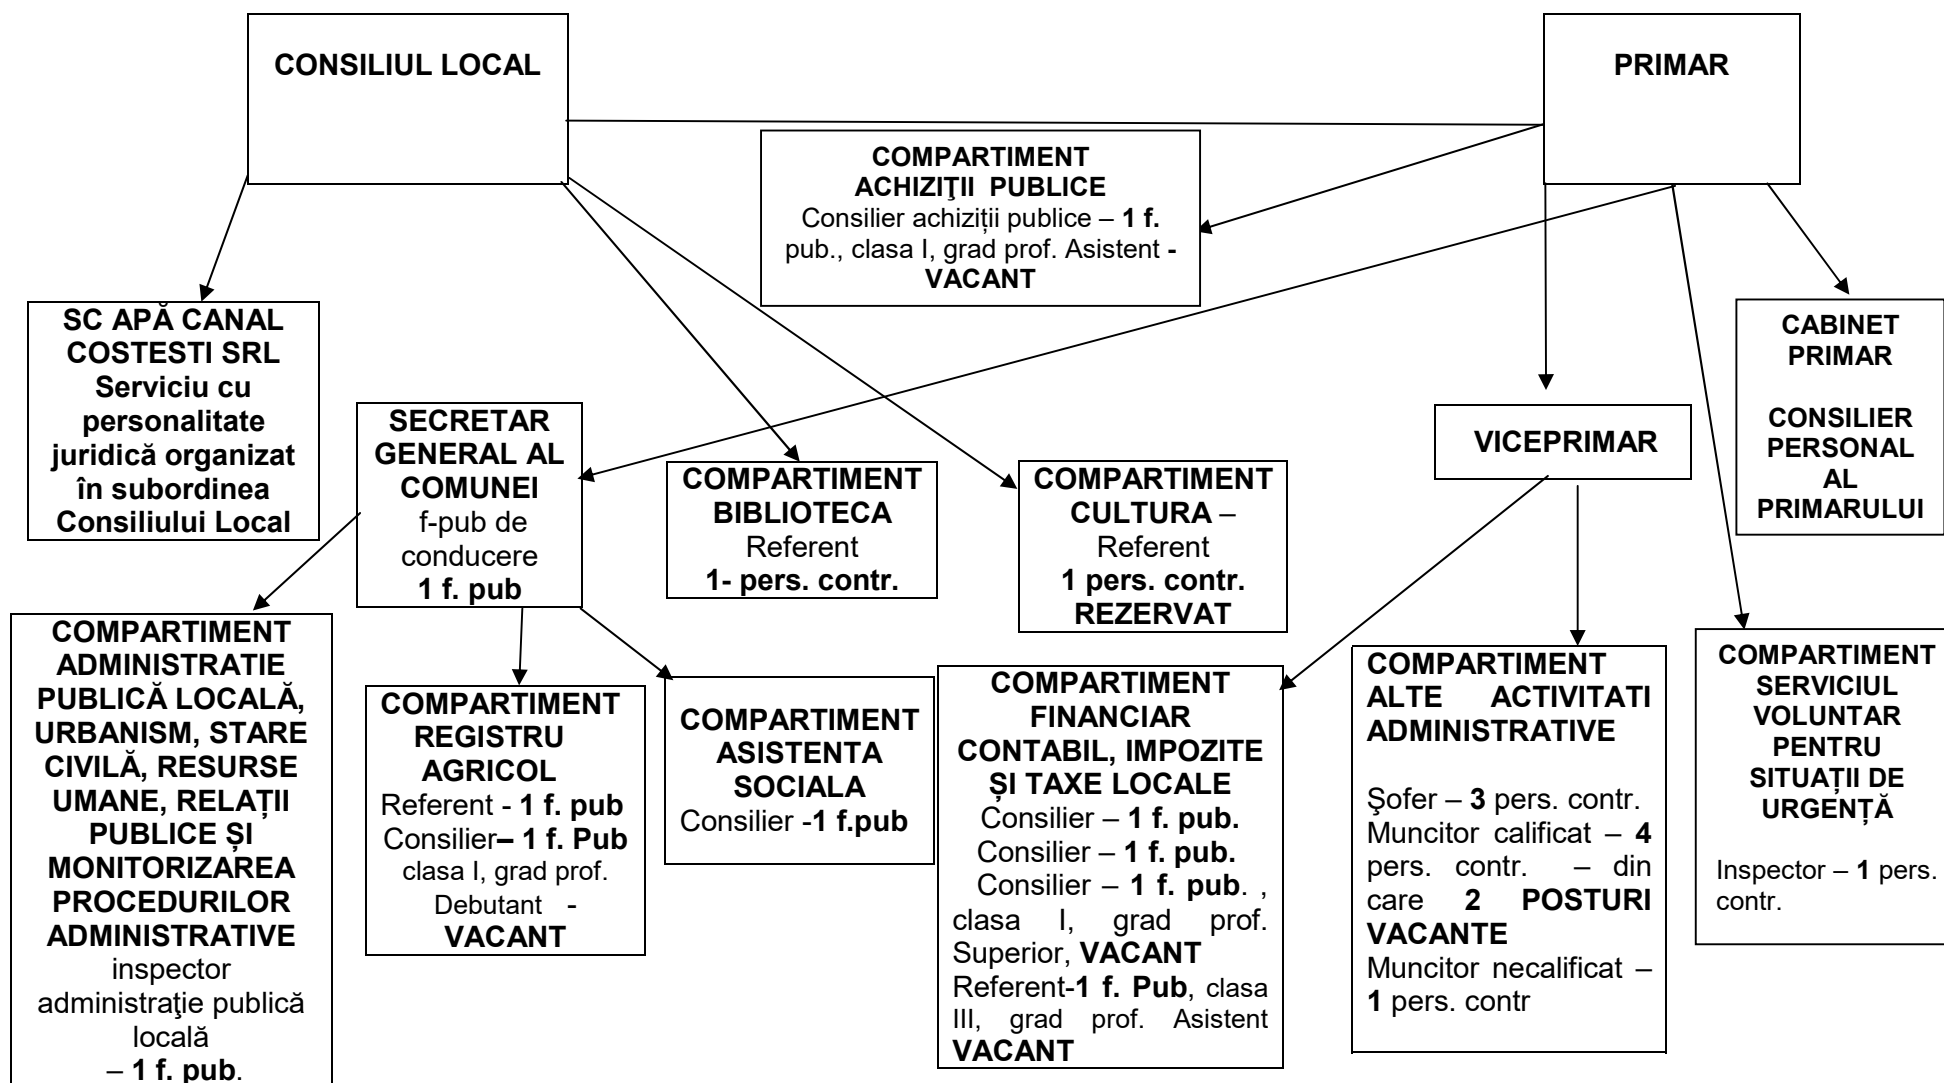 CONSILIUL LOCAL
PRIMAR
COMPARTIMENT
ACHIZIŢII PUBLICE
Consilier achiziții publice – 1 f.
pub., clasa I, grad prof. Asistent -
VACANT
SC APĂ CANAL
COSTESTI SRL
Serviciu cu
personalitate
juridică organizat
în subordinea
Consiliului Local
SECRETAR
GENERAL AL
COMUNEI
f-pub de
conducere
1 f. pub
COMPARTIMENT
BIBLIOTECA
Referent
1- pers. contr.
COMPARTIMENT
CULTURA –
Referent
1 pers. contr.
REZERVAT
VICEPRIMAR
CABINET
PRIMAR
CONSILIER
PERSONAL
AL
PRIMARULUI
COMPARTIMENT
ADMINISTRATIE
PUBLICĂ LOCALĂ,
URBANISM, STARE
CIVILĂ, RESURSE
UMANE, RELAȚII
PUBLICE ȘI
MONITORIZAREA
PROCEDURILOR
ADMINISTRATIVE
inspector
administraţie publică
locală
– 1 f. pub.
COMPARTIMENT
REGISTRU
AGRICOL
Referent - 1 f. pub
Consilier– 1 f. Pub
clasa I, grad prof.
Debutant -
VACANT
COMPARTIMENT
ASISTENTA
SOCIALA
Consilier -1 f.pub
COMPARTIMENT
FINANCIAR
CONTABIL, IMPOZITE
ȘI TAXE LOCALE
Consilier – 1 f. pub.
Consilier – 1 f. pub.
Consilier – 1 f. pub. ,
clasa I, grad prof.
Superior, VACANT
Referent-1 f. Pub, clasa
III, grad prof. Asistent
VACANT
COMPARTIMENT
ALTE ACTIVITATI
ADMINISTRATIVE
Şofer – 3 pers. contr.
Muncitor calificat – 4
pers. contr. – din
care 2 POSTURI
VACANTE
Muncitor necalificat –
1 pers. contr
COMPARTIMENT
SERVICIUL
VOLUNTAR
PENTRU
SITUAȚII DE
URGENȚĂ
Inspector – 1 pers.
contr.